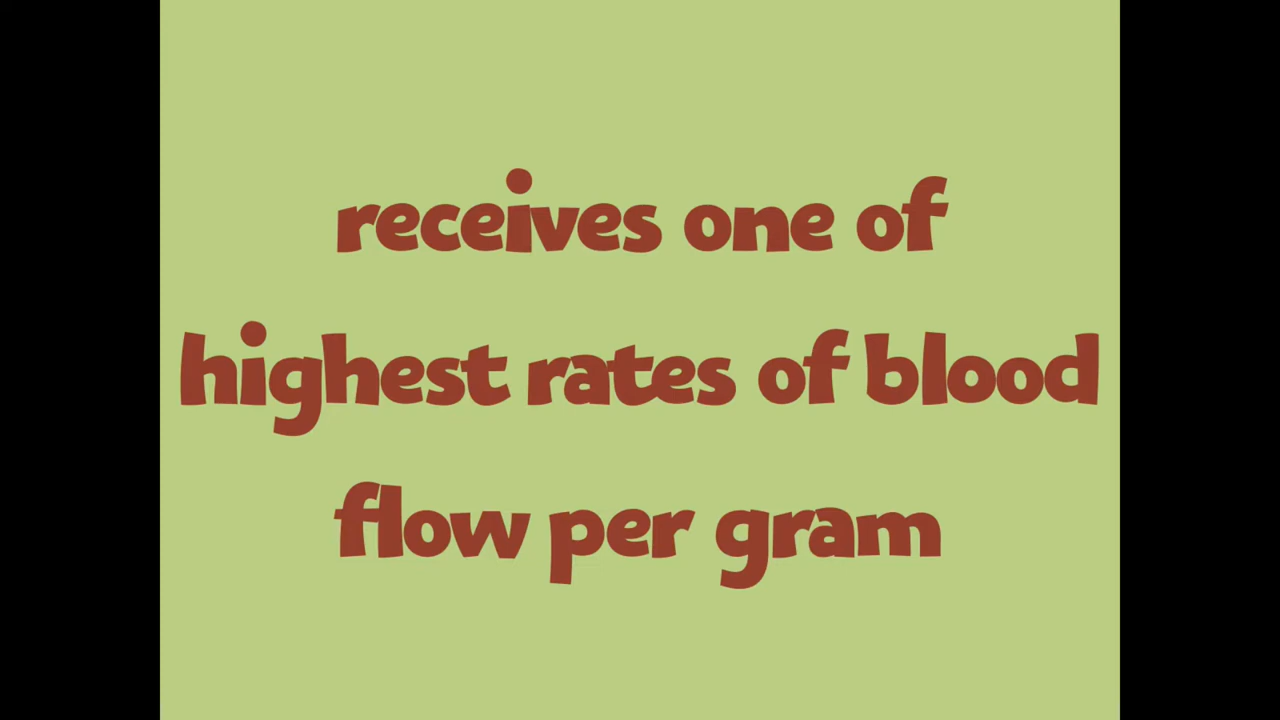 receives one of
highest rates of blood
flow per gram